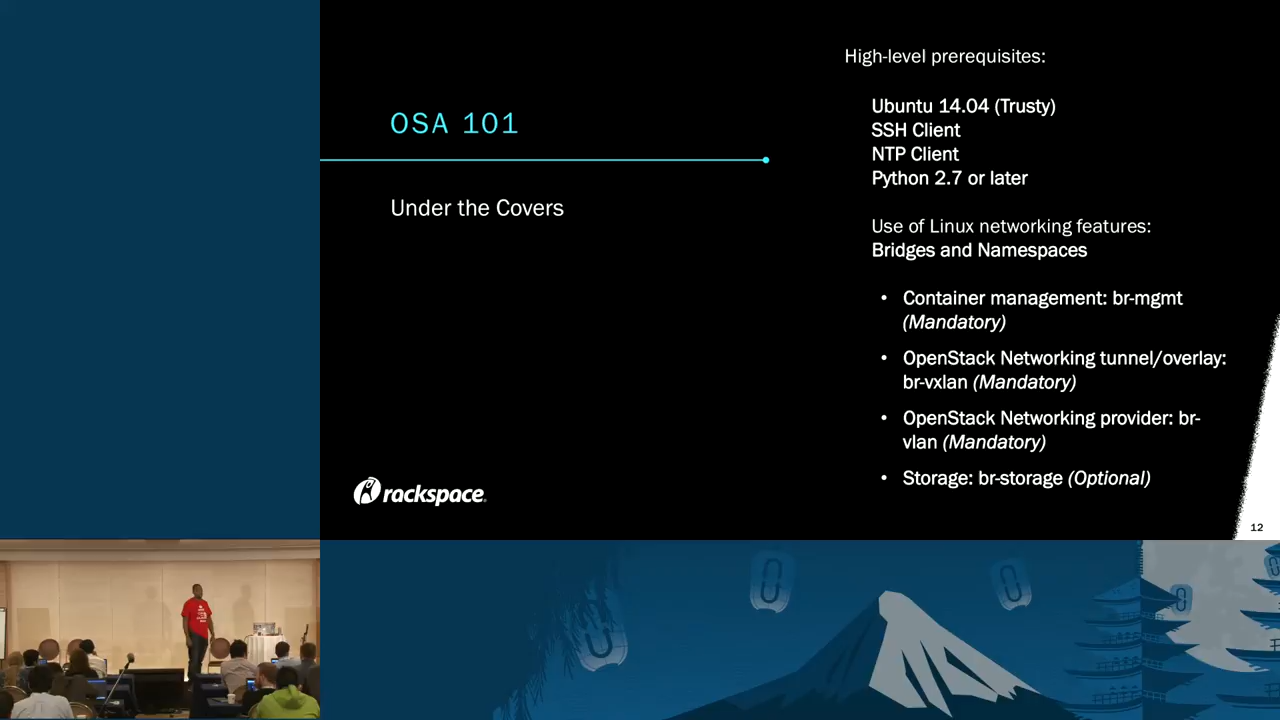 OSA 101
Under the Covers
High-level prerequisites:
Ubuntu 14.04 (Trusty)
SSH Client
NTP Client
Python 2.7 or later
Use of Linux networking features:
Bridges and Namespaces
• Container management: br-mgmt
(Mandatory)
• OpenStack Networking tunnel/overlay:
br-vxlan (Mandatory)
• OpenStack Networking provider: br-
vlan (Mandatory)
• Storage: br-storage (Optional)
rackspace
12